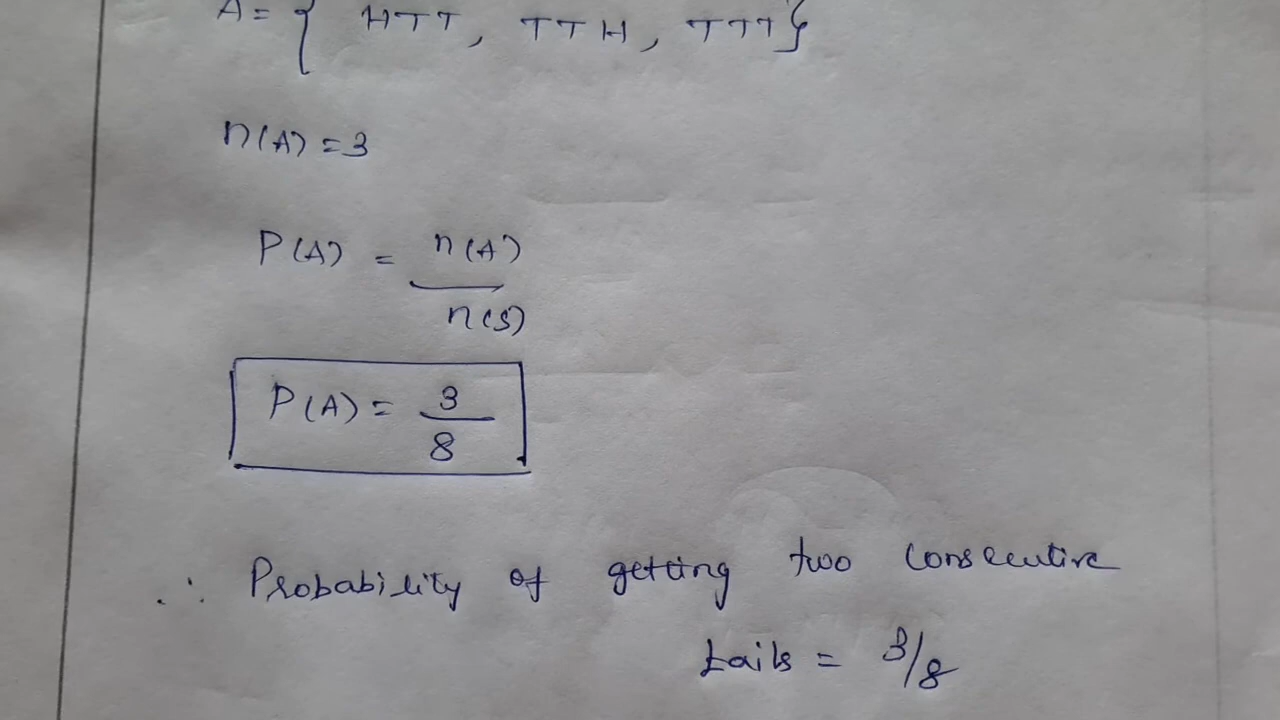 A = { HTT, TTH, TTT}
n(A) = 3
P(A) = n(A)
n(S)
P(A) = 3
8
∴ Probability of getting two consecutive
tails = 3/8